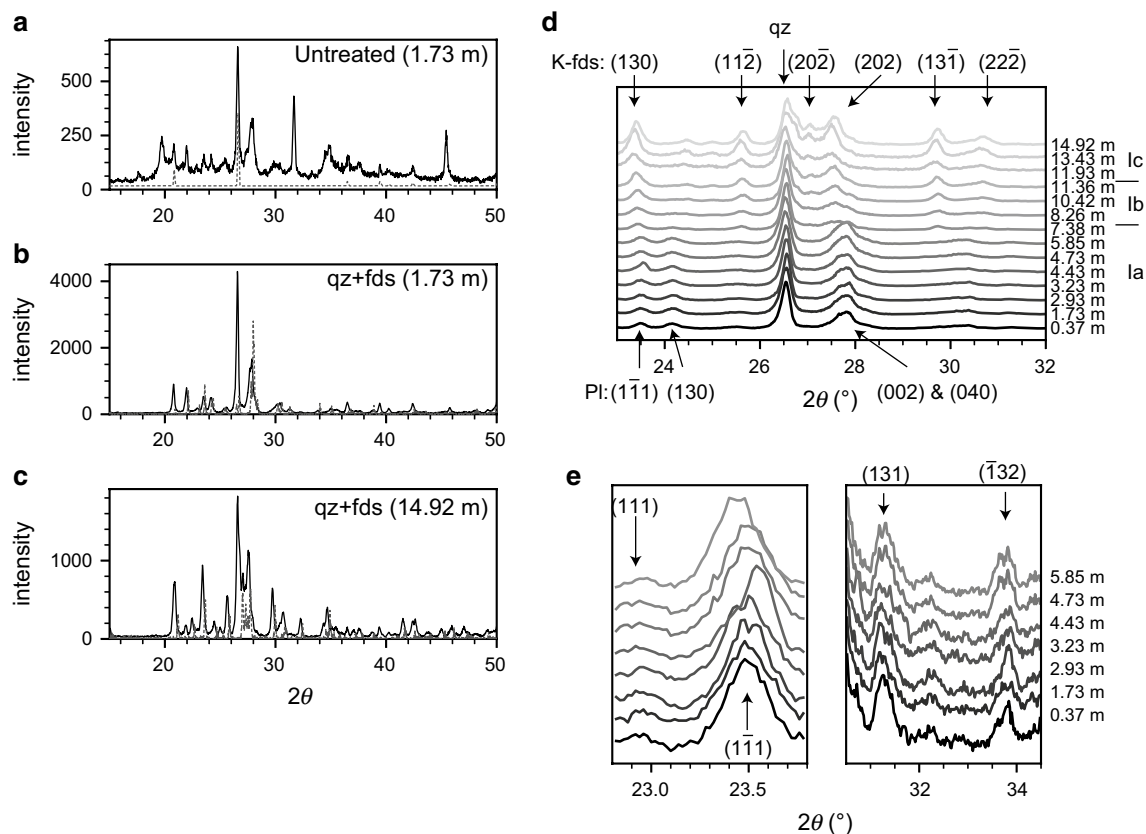 a
Untreated (1.73 m)
intensity
500
250
0
20
30
40
50
b
qz+fds (1.73 m)
intensity
4000
2000
0
20
30
40
50
c
qz+fds (14.92 m)
intensity
1000
0
20
30
40
50
2θ
d
qz
K-fds: (130)
(112̅)
(202̅)
(202)
(131̅)
(222̅)
14.92 m
13.43 m
11.93 m
11.36 m
10.42 m
8.26 m
7.38 m
5.85 m
4.73 m
4.43 m
3.23 m
2.93 m
1.73 m
0.37 m
Ic
Ib
Ia
24
26
28
30
32
Pl: (11̅1) (130)
2θ (°)
(002) & (040)
e
(111)
(11̅1)
23.0
23.5
(131)
(1̅32)
5.85 m
4.73 m
4.43 m
3.23 m
2.93 m
1.73 m
0.37 m
32
34
2θ (°)